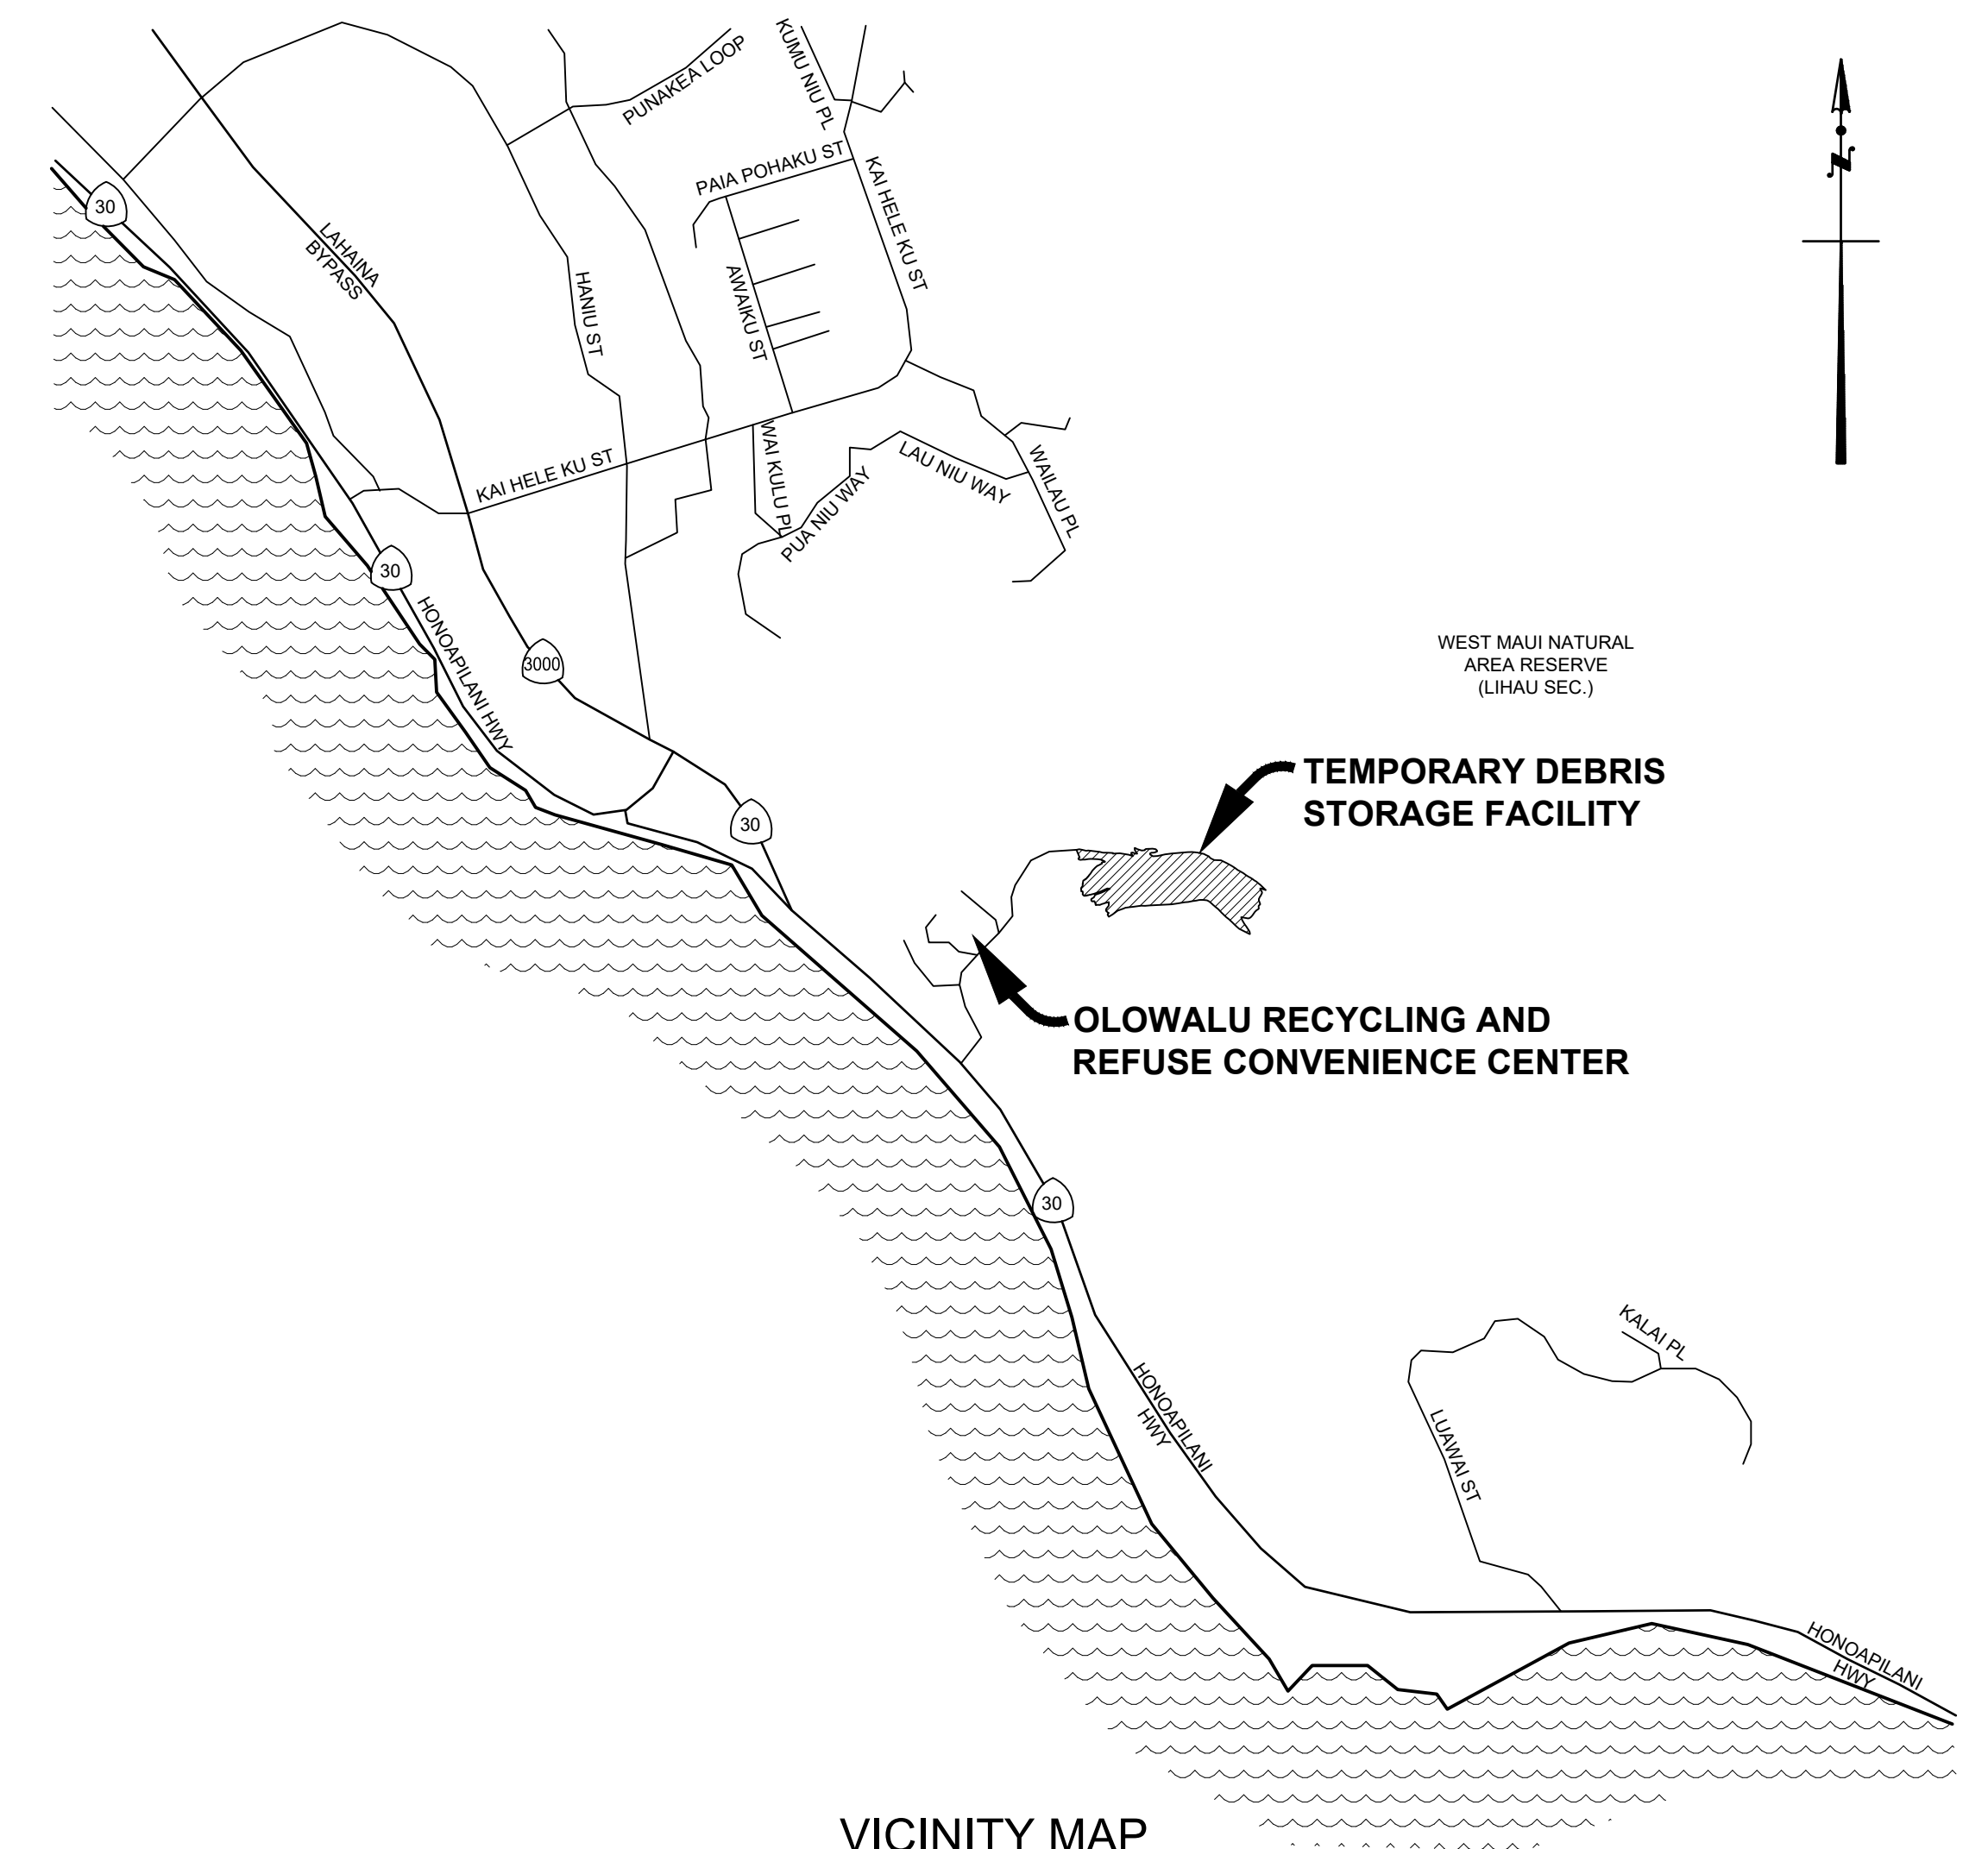 KUMU NIU PL
PUNAKEA LOOP
PAIA POHAKU ST
KAI HELE KU ST
30
LAHAINA
BYPASS
HANIU ST
AWAIKU ST
N
KAI HELE KU ST
WAI KULU PL
PUA NIU WAY
LAU NIU WAY
WAILAU PL
30
HONOAPILANI HWY
3000
WEST MAUI NATURAL
AREA RESERVE
(LIHAU SEC.)
TEMPORARY DEBRIS
STORAGE FACILITY
30
OLOWALU RECYCLING AND
REFUSE CONVENIENCE CENTER
30
HONOAPILANI
HWY
KALAI PL
LUAWAI ST
HONOAPILANI
HWY
VICINITY MAP